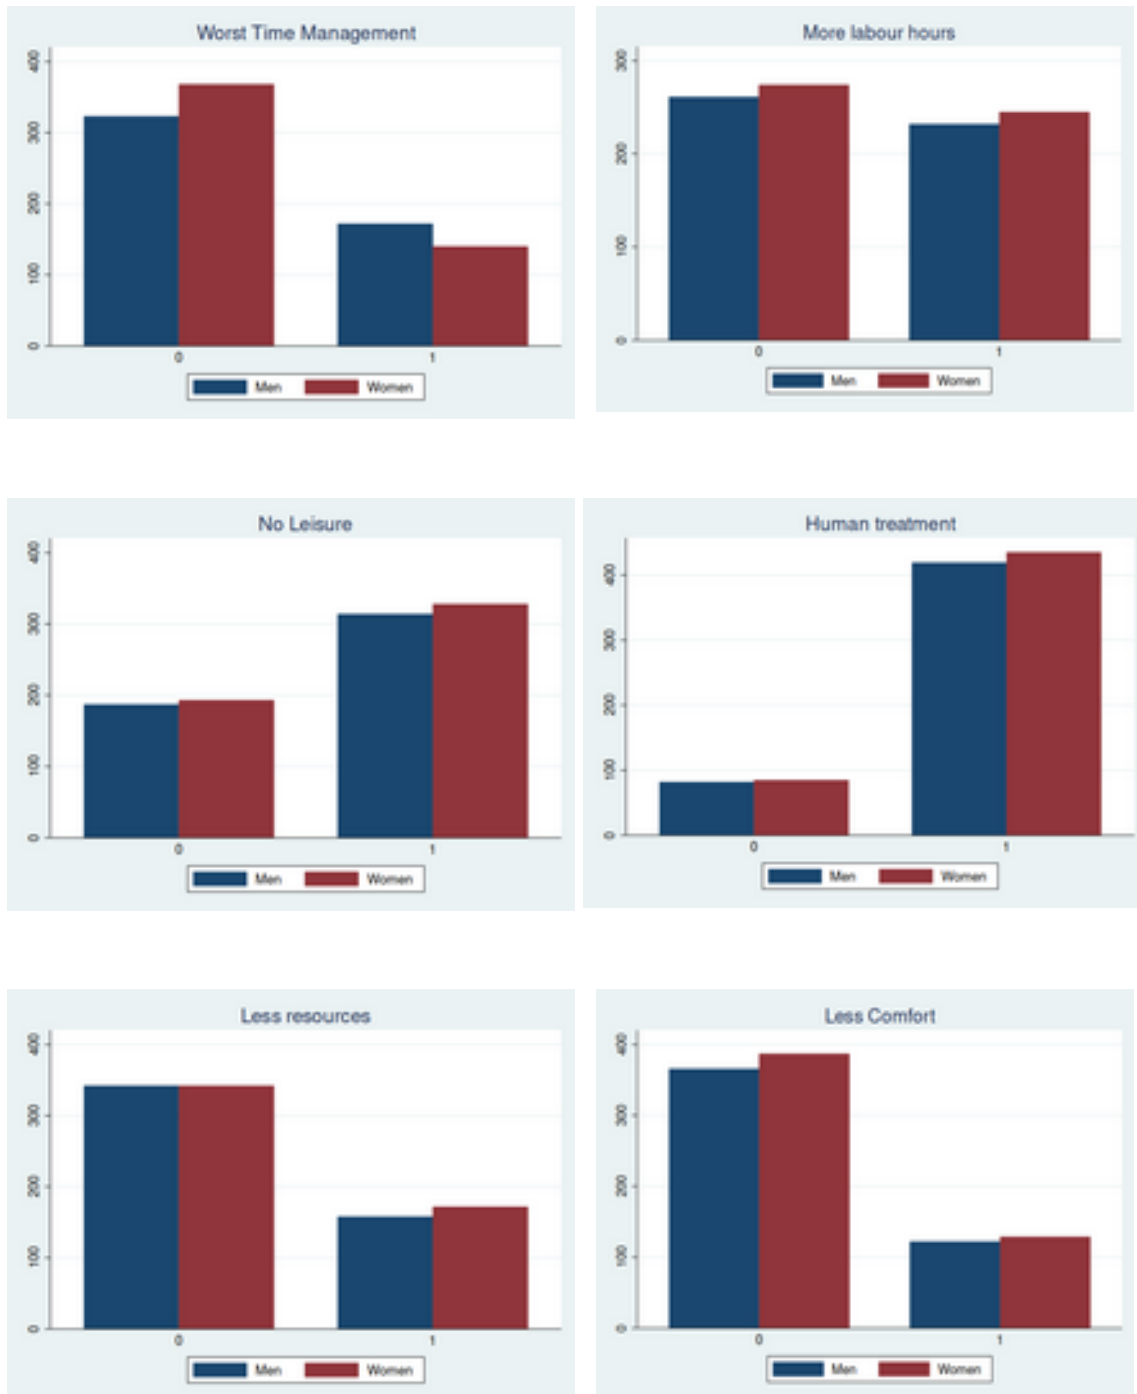 Worst Time Management
400
300
200
100
0
0 1
Men Women
More labour hours
300
200
100
0
0 1
Men Women
No Leisure
400
300
200
100
0
0 1
Men Women
Human treatment
400
300
200
100
0
0 1
Men Women
Less resources
400
300
200
100
0
0 1
Men Women
Less Comfort
400
300
200
100
0
0 1
Men Women